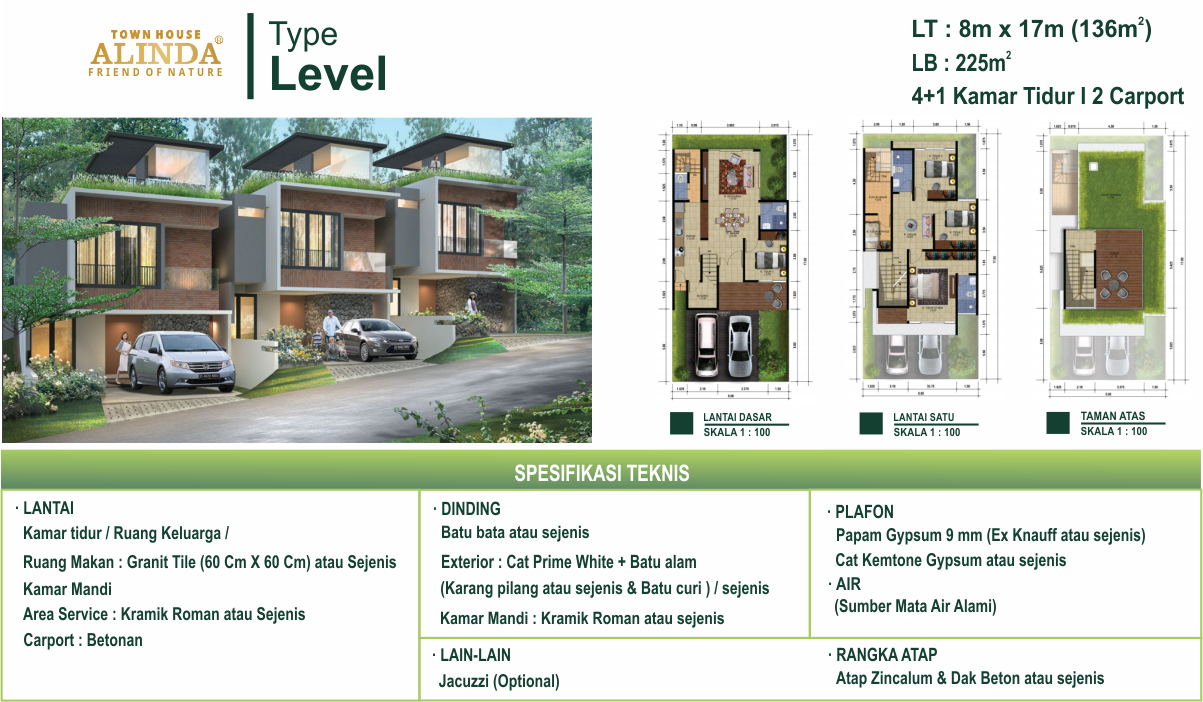 TOWN HOUSE
ALINDA®
FRIEND OF NATURE
Type
Level
LT : 8m x 17m (136m²)
LB : 225m²
4+1 Kamar Tidur I 2 Carport
LANTAI DASAR
SKALA 1 : 100
LANTAI SATU
SKALA 1 : 100
TAMAN ATAS
SKALA 1 : 100
SPESIFIKASI TEKNIS
· LANTAI
Kamar tidur / Ruang Keluarga /
Ruang Makan : Granit Tile (60 Cm X 60 Cm) atau Sejenis
Kamar Mandi
Area Service : Kramik Roman atau Sejenis
Carport : Betonan
· DINDING
Batu bata atau sejenis
Exterior : Cat Prime White + Batu alam
(Karang pilang atau sejenis & Batu curi ) / sejenis
Kamar Mandi : Kramik Roman atau sejenis
· PLAFON
Papam Gypsum 9 mm (Ex Knauff atau sejenis)
Cat Kemtone Gypsum atau sejenis
· AIR
(Sumber Mata Air Alami)
· LAIN-LAIN
Jacuzzi (Optional)
· RANGKA ATAP
Atap Zincalum & Dak Beton atau sejenis